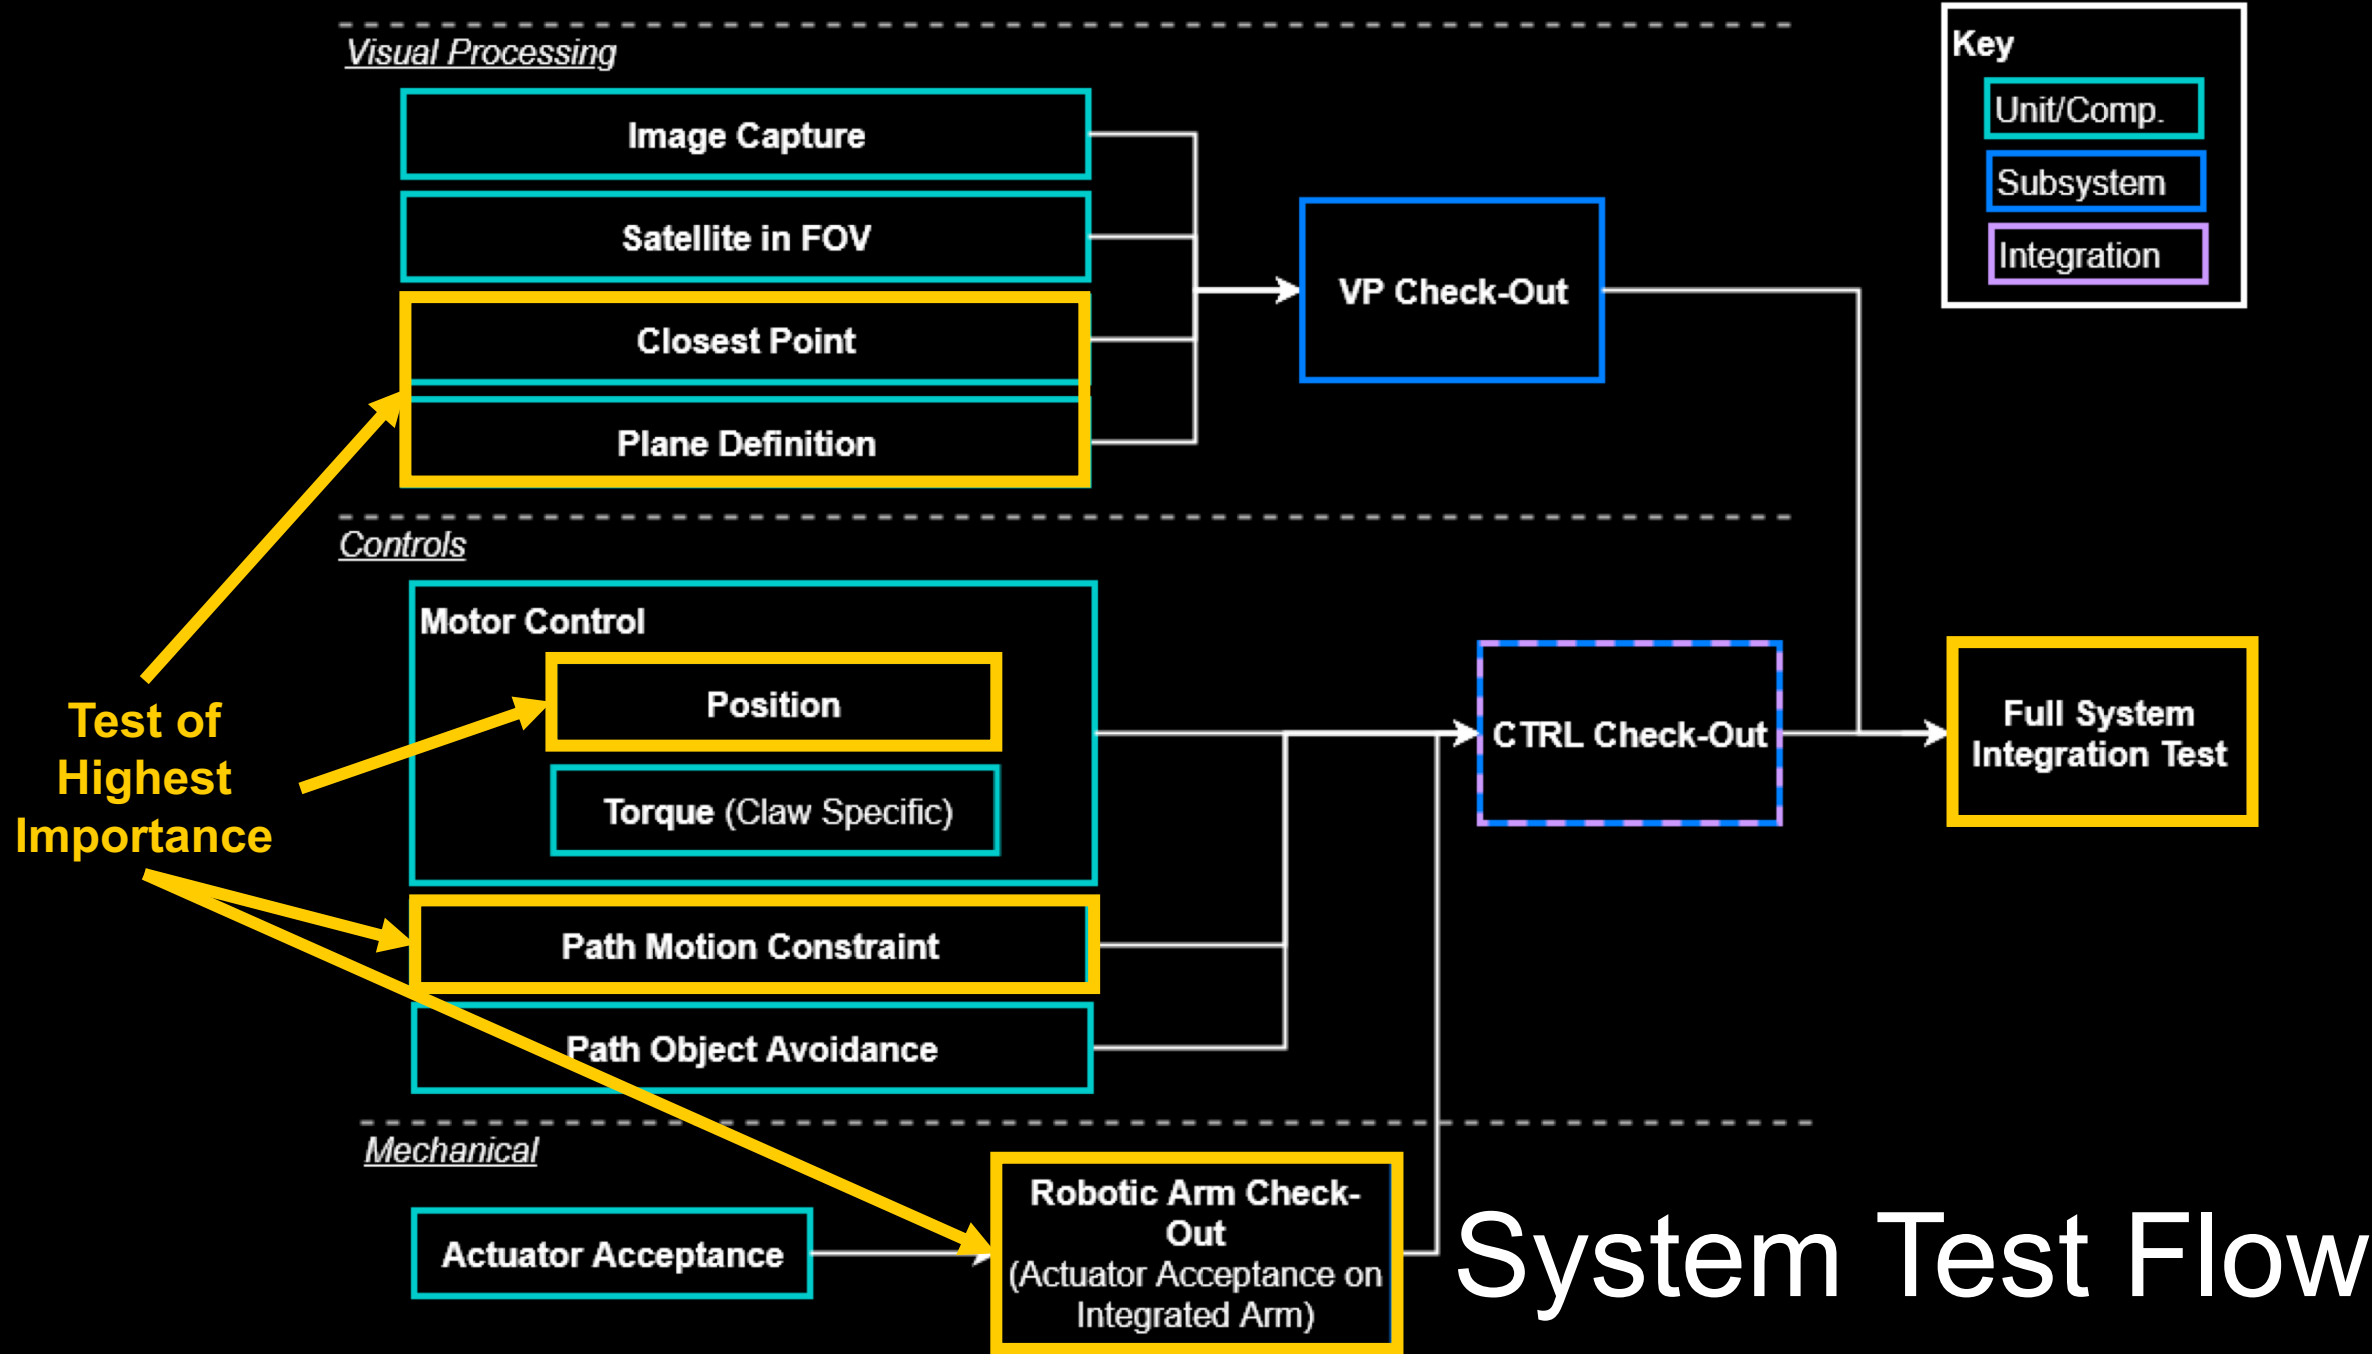 Visual Processing
Image Capture
Satellite in FOV
Closest Point
Plane Definition
VP Check-Out
Key
Unit/Comp.
Subsystem
Integration
Controls
Motor Control
Position
Torque (Claw Specific)
Path Motion Constraint
Path Object Avoidance
CTRL Check-Out
Full System
Integration Test
Test of
Highest
Importance
Mechanical
Actuator Acceptance
Robotic Arm Check-
Out
(Actuator Acceptance on
Integrated Arm)
System Test Flow